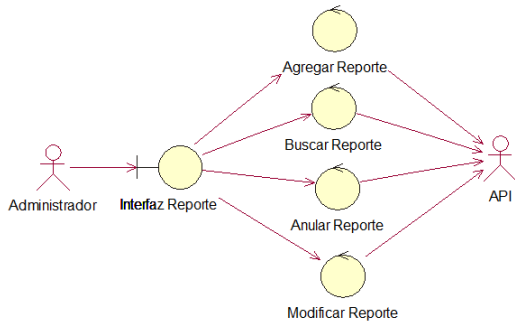 Agregar Reporte
Buscar Reporte
Administrador
Interfaz Reporte
API
Anular Reporte
Modificar Reporte